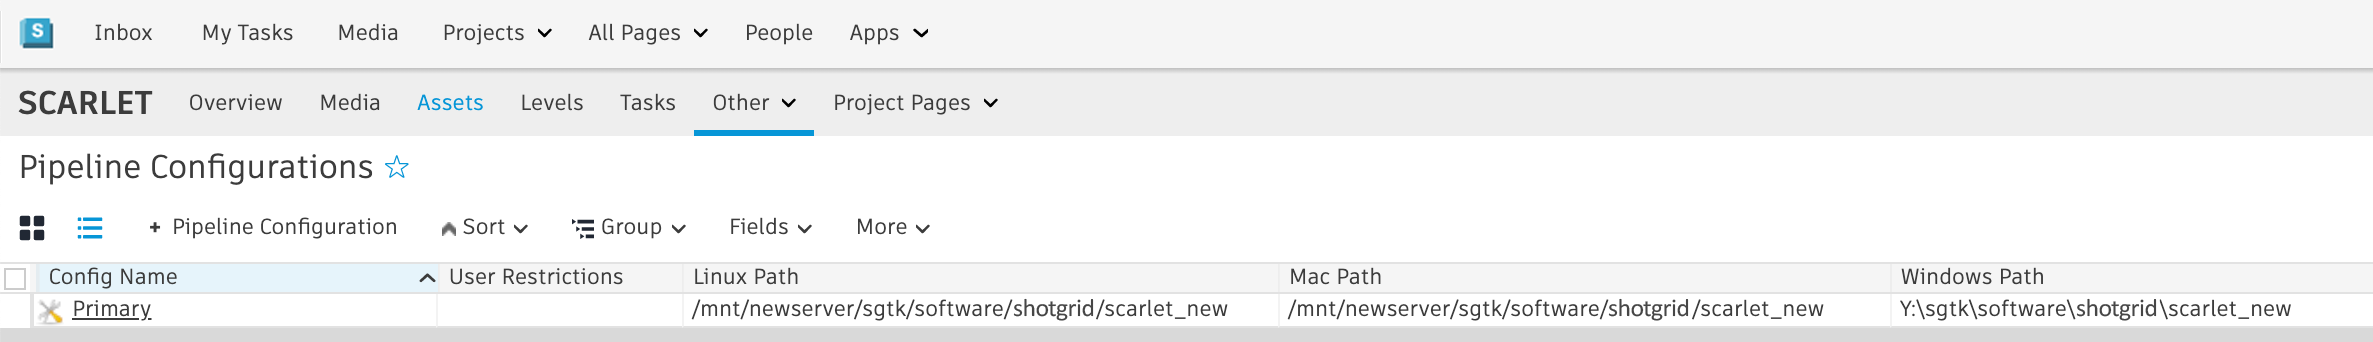 S Inbox My Tasks Media Projects All Pages People Apps
SCARLET Overview Media Assets Levels Tasks Other Project Pages
Pipeline Configurations
+ Pipeline Configuration Sort Group Fields More
Config Name User Restrictions Linux Path Mac Path Windows Path
Primary /mnt/newserver/sgtk/software/shotgrid/scarlet_new /mnt/newserver/sgtk/software/shotgrid/scarlet_new Y:\sgtk\software\shotgrid\scarlet_new